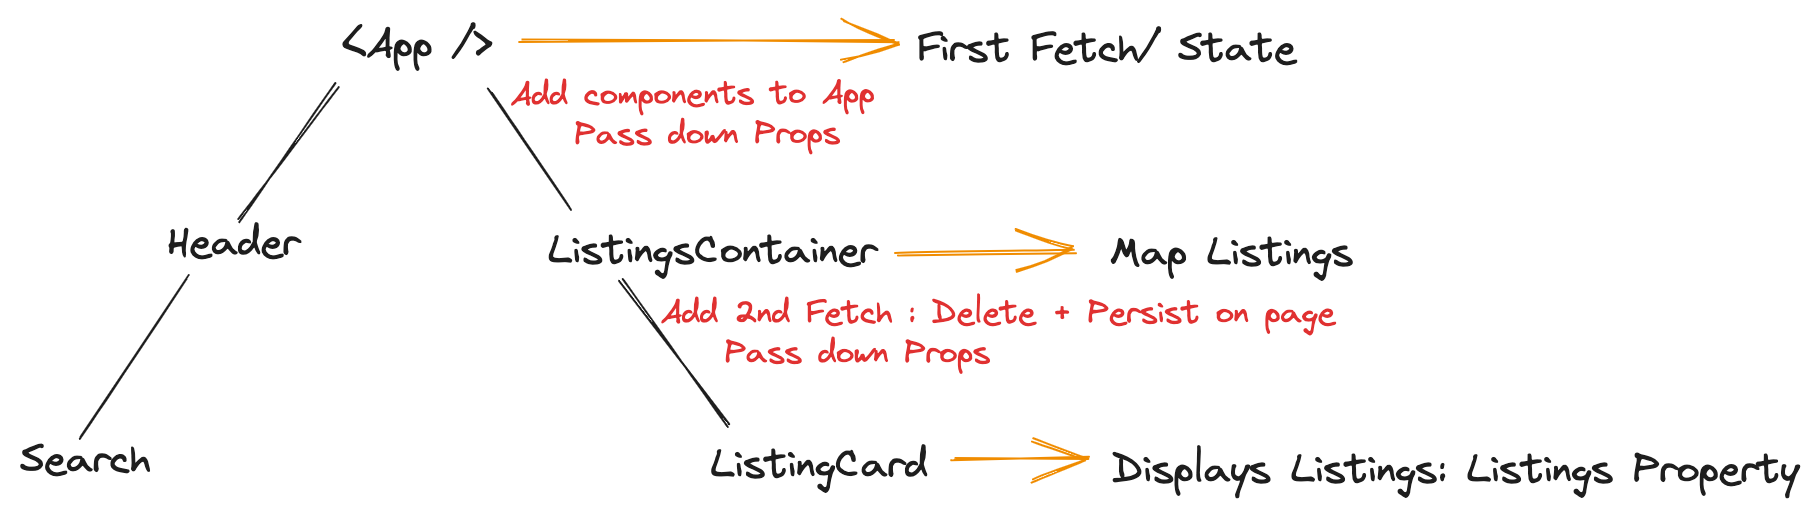 <App />
First Fetch/ State
Add components to App
Pass down Props
Header
ListingsContainer
Map Listings
Add 2nd Fetch : Delete + Persist on page
Pass down Props
Search
ListingCard
Displays Listings: Listings Property